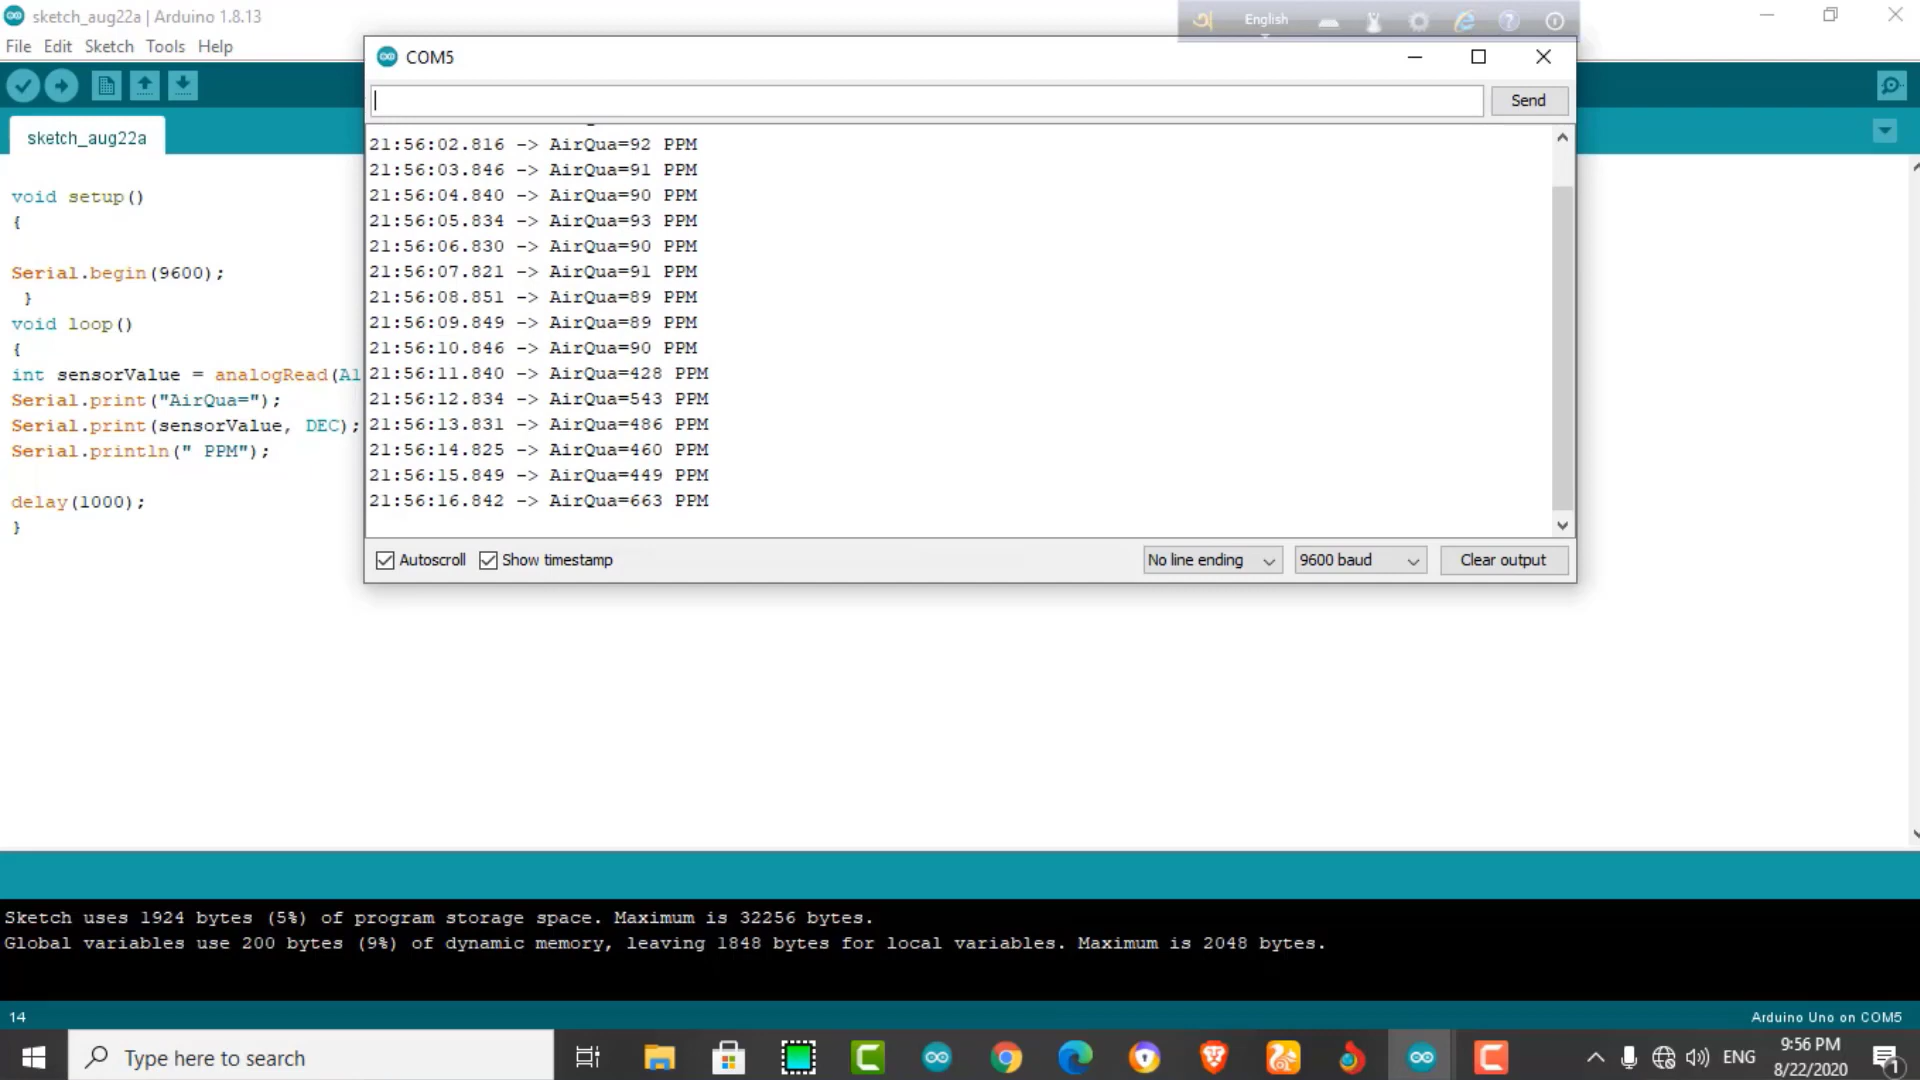 sketch_aug22a | Arduino 1.8.13
File Edit Sketch Tools Help
sketch_aug22a
void setup()
{
Serial.begin(9600);
}
void loop()
{
int sensorValue = analogRead(A1
Serial.print("AirQua=");
Serial.print(sensorValue, DEC);
Serial.println(" PPM");
delay(1000);
}
English
COM5
Send
21:56:02.816 -> AirQua=92 PPM
21:56:03.846 -> AirQua=91 PPM
21:56:04.840 -> AirQua=90 PPM
21:56:05.834 -> AirQua=93 PPM
21:56:06.830 -> AirQua=90 PPM
21:56:07.821 -> AirQua=91 PPM
21:56:08.851 -> AirQua=89 PPM
21:56:09.849 -> AirQua=89 PPM
21:56:10.846 -> AirQua=90 PPM
21:56:11.840 -> AirQua=428 PPM
21:56:12.834 -> AirQua=543 PPM
21:56:13.831 -> AirQua=486 PPM
21:56:14.825 -> AirQua=460 PPM
21:56:15.849 -> AirQua=449 PPM
21:56:16.842 -> AirQua=663 PPM
Autoscroll Show timestamp No line ending 9600 baud Clear output
Sketch uses 1924 bytes (5%) of program storage space. Maximum is 32256 bytes.
Global variables use 200 bytes (9%) of dynamic memory, leaving 1848 bytes for local variables. Maximum is 2048 bytes.
14
Arduino Uno on COM5
Type here to search
ENG
9:56 PM
8/22/2020
1